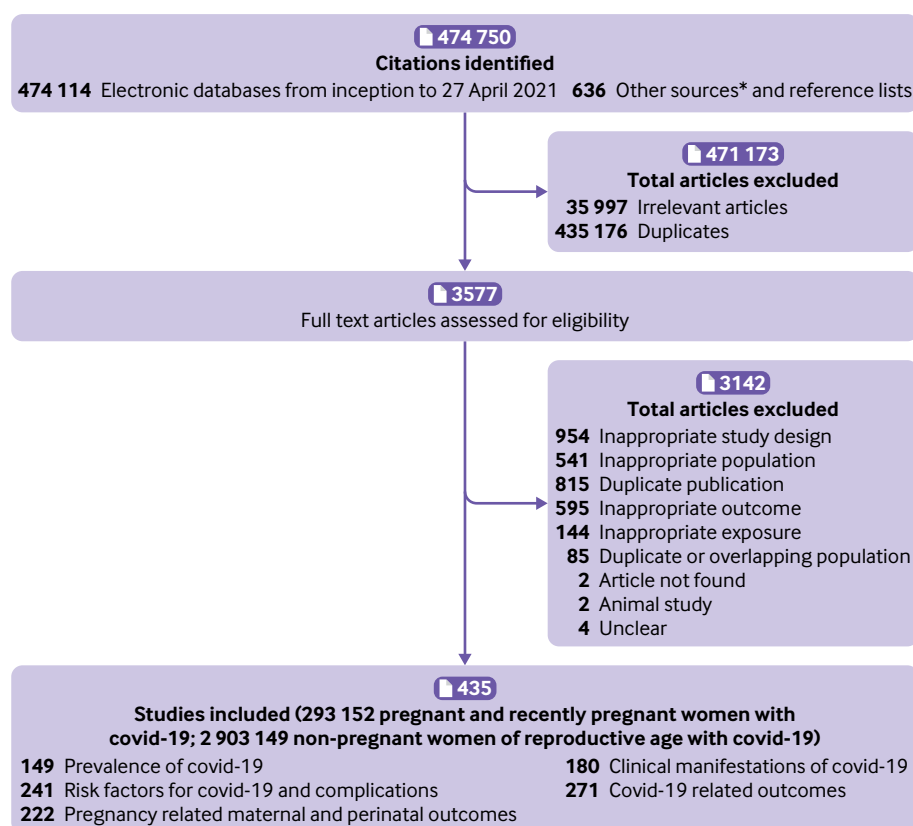 474 750
Citations identified
474 114 Electronic databases from inception to 27 April 2021 636 Other sources* and reference lists
471 173
Total articles excluded
35 997 Irrelevant articles
435 176 Duplicates
3577
Full text articles assessed for eligibility
3142
Total articles excluded
954 Inappropriate study design
541 Inappropriate population
815 Duplicate publication
595 Inappropriate outcome
144 Inappropriate exposure
85 Duplicate or overlapping population
2 Article not found
2 Animal study
4 Unclear
435
Studies included (293 152 pregnant and recently pregnant women with
covid-19; 2 903 149 non-pregnant women of reproductive age with covid-19)
149 Prevalence of covid-19
241 Risk factors for covid-19 and complications
222 Pregnancy related maternal and perinatal outcomes
180 Clinical manifestations of covid-19
271 Covid-19 related outcomes